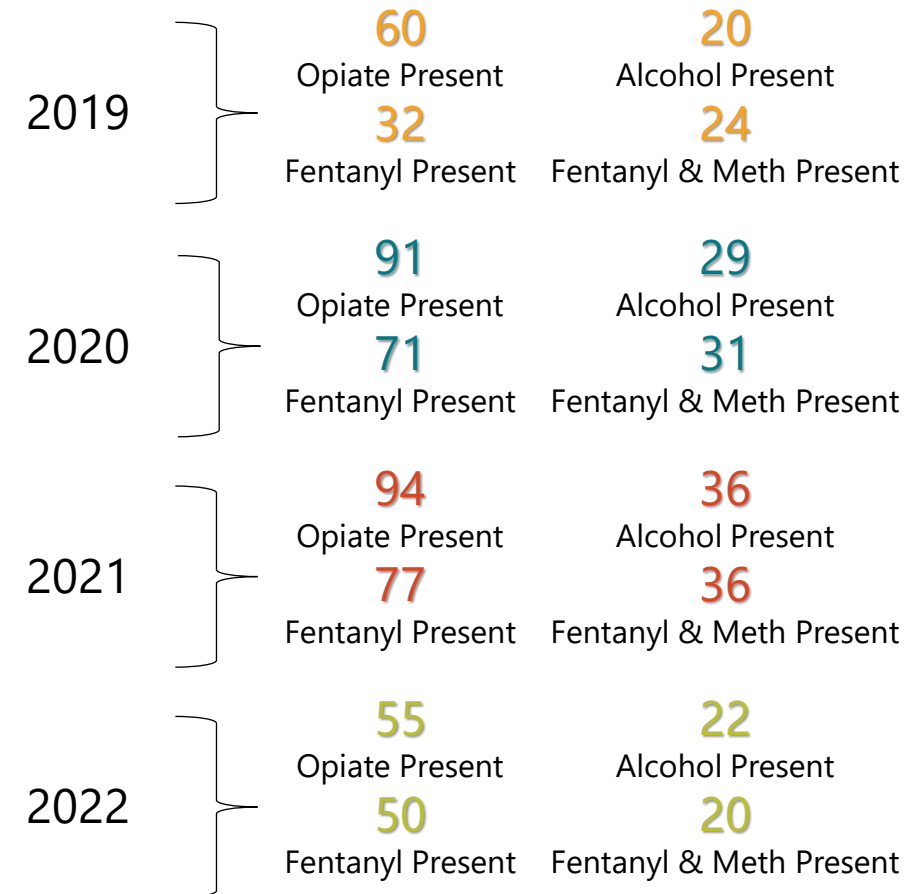 2019
60 20
Opiate Present Alcohol Present
32 24
Fentanyl Present Fentanyl & Meth Present
2020
91 29
Opiate Present Alcohol Present
71 31
Fentanyl Present Fentanyl & Meth Present
2021
94 36
Opiate Present Alcohol Present
77 36
Fentanyl Present Fentanyl & Meth Present
2022
55 22
Opiate Present Alcohol Present
50 20
Fentanyl Present Fentanyl & Meth Present